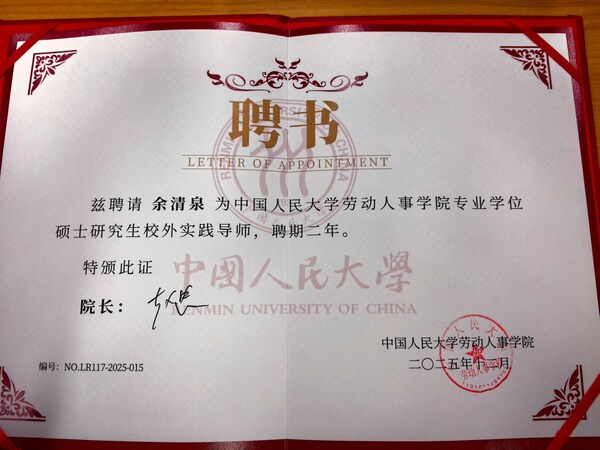 聘书
LETTER OF APPOINTMENT
兹聘请 余清泉 为中国人民大学劳动人事学院专业学位
硕士研究生校外实践导师，聘期二年。
特颁此证
中國人民大學
RENMIN UNIVERSITY OF CHINA
院长：
中国人民大学劳动人事学院
二〇二五年十二月
编号：NO.LR117-2025-015